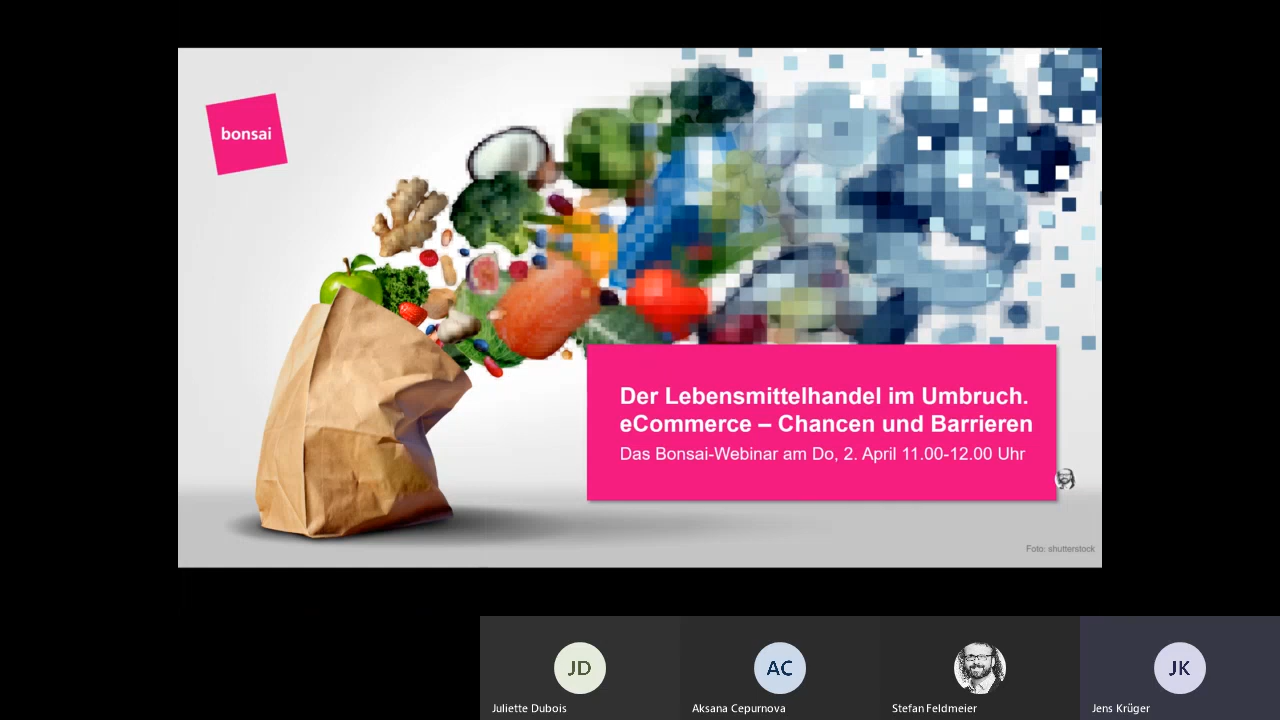 bonsai
Der Lebensmittelhandel im Umbruch.
eCommerce – Chancen und Barrieren
Das Bonsai-Webinar am Do, 2. April 11.00-12.00 Uhr
Foto: shutterstock
JD
AC
JK
Juliette Dubois
Aksana Cepurnova
Stefan Feldmeier
Jens Krüger